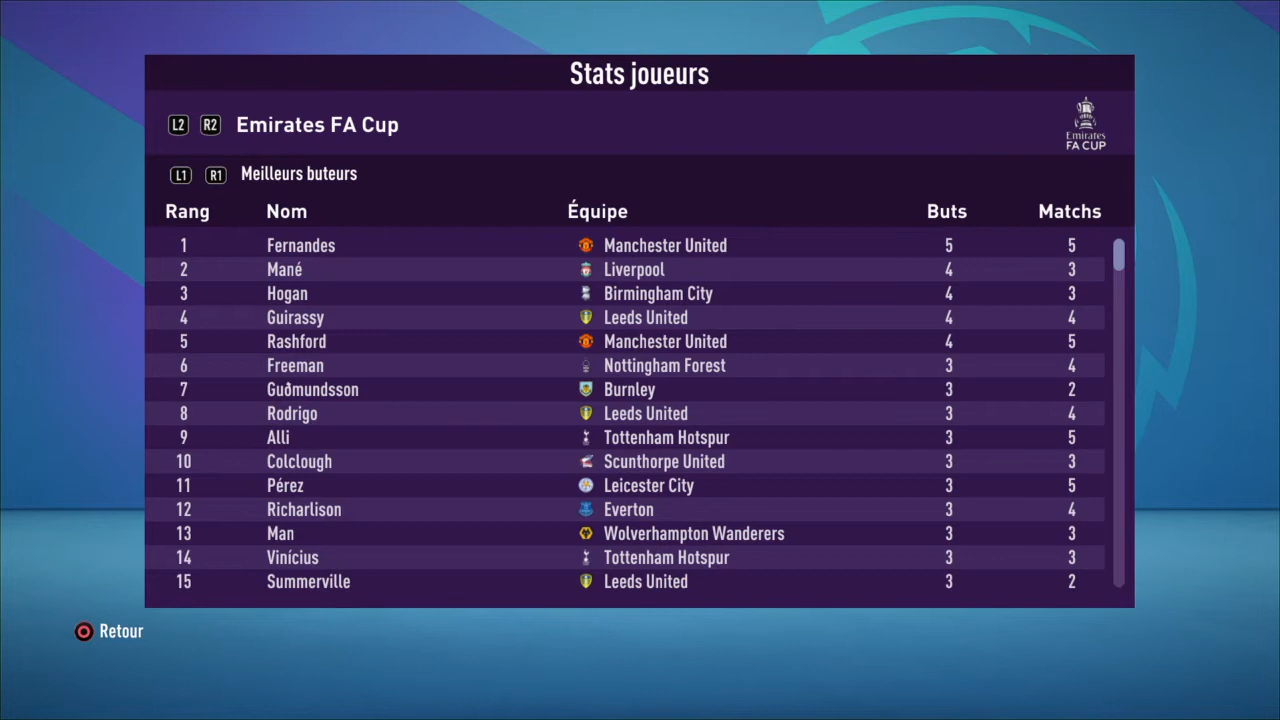 Stats joueurs
L2 R2 Emirates FA Cup
Emirates
FA CUP
L1 R1 Meilleurs buteurs
Rang Nom Équipe Buts Matchs
1 Fernandes Manchester United 5 5
2 Mané Liverpool 4 3
3 Hogan Birmingham City 4 3
4 Guirassy Leeds United 4 4
5 Rashford Manchester United 4 5
6 Freeman Nottingham Forest 3 4
7 Guðmundsson Burnley 3 2
8 Rodrigo Leeds United 3 4
9 Alli Tottenham Hotspur 3 5
10 Colclough Scunthorpe United 3 3
11 Pérez Leicester City 3 5
12 Richarlison Everton 3 4
13 Man Wolverhampton Wanderers 3 3
14 Vinícius Tottenham Hotspur 3 3
15 Summerville Leeds United 3 2
Retour